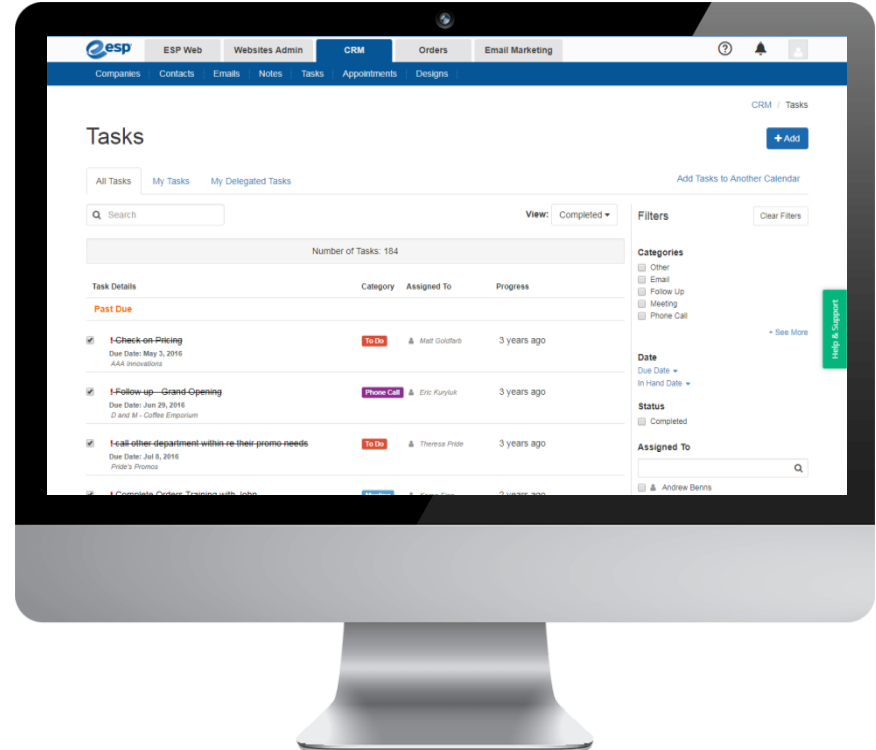 esp
ESP Web Websites Admin CRM Orders Email Marketing
Companies Contacts Emails Notes Tasks Appointments Designs
CRM / Tasks
Tasks
+ Add
All Tasks My Tasks My Delegated Tasks
Add Tasks to Another Calendar
Search
View: Completed
Number of Tasks: 184
Task Details Category Assigned To Progress
Past Due
! Check on Pricing To Do Matt Goldfarb 3 years ago
Due Date: May 3, 2016
AAA Innovations
! Follow up - Grand Opening Phone Call Eric Kuryluk 3 years ago
Due Date: Jun 29, 2016
D and M - Coffee Emporium
! call other department within re their promo needs To Do Theresa Pride 3 years ago
Due Date: Jul 8, 2016
Pride's Promos
! Complete Orders Training with John
Filters Clear Filters
Categories
Other
Email
Follow Up
Meeting
Phone Call
+ See More
Date
Due Date
In Hand Date
Status
Completed
Assigned To
Andrew Benns
Help & Support